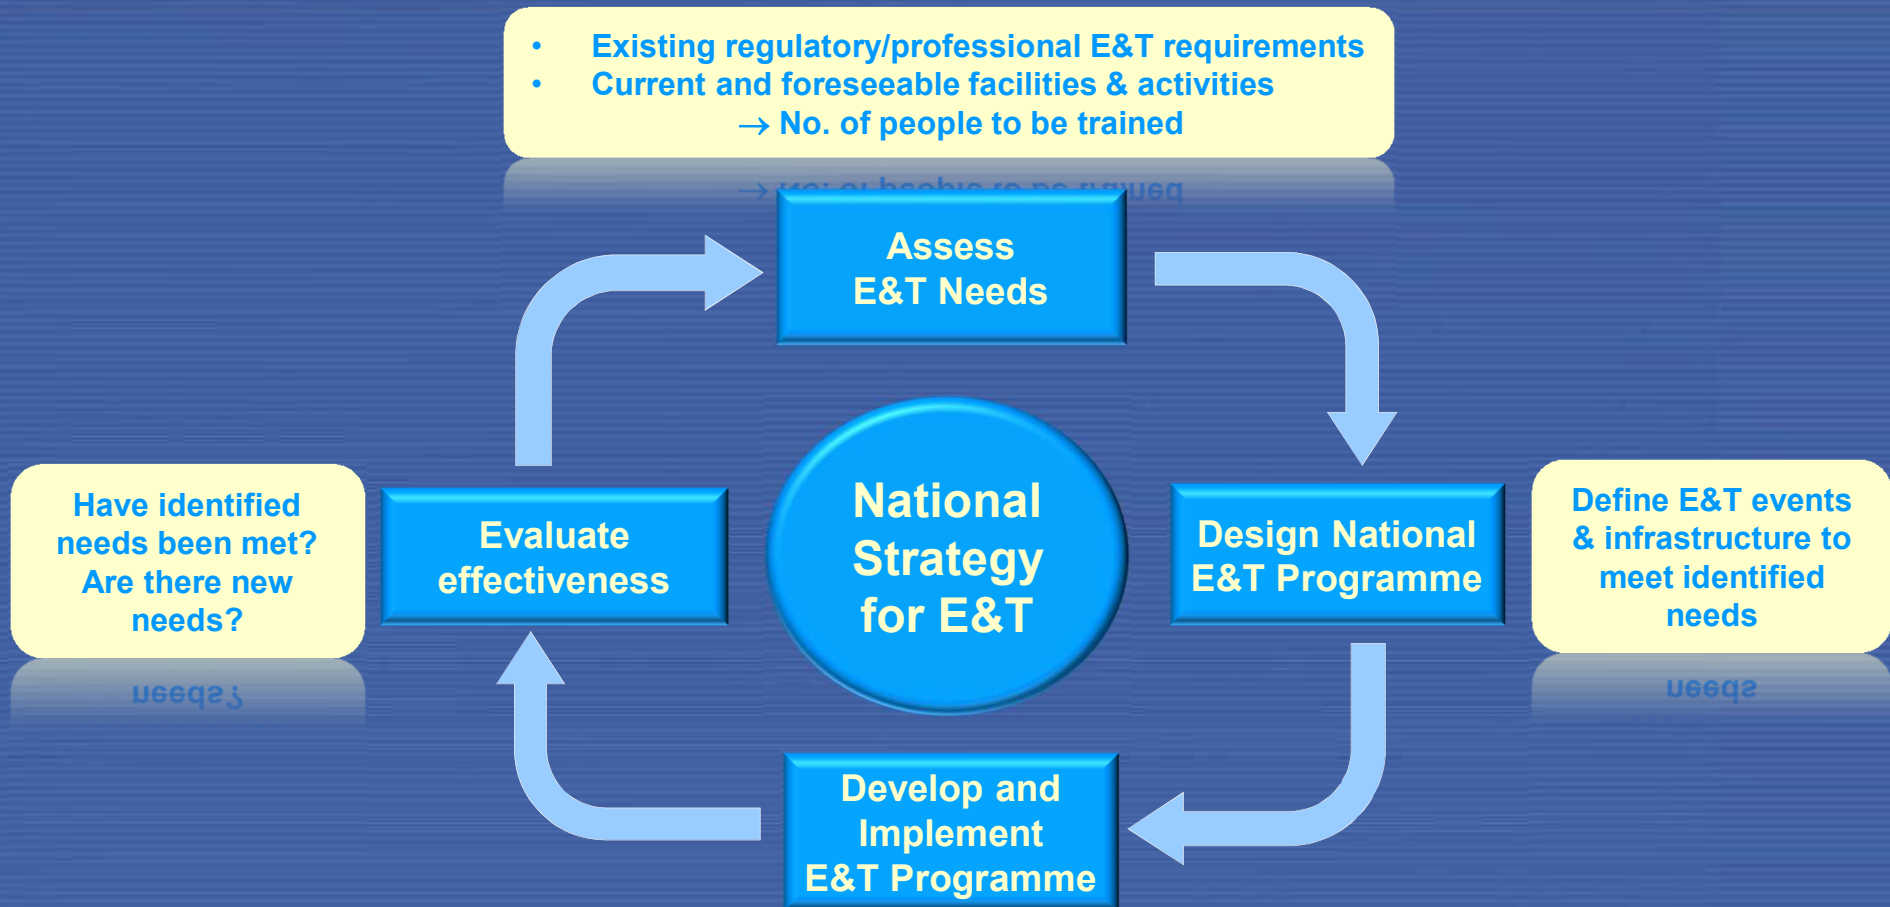 • Existing regulatory/professional E&T requirements
• Current and foreseeable facilities & activities
→ No. of people to be trained
Assess
E&T Needs
Have identified
needs been met?
Are there new
needs?
Evaluate
effectiveness
National
Strategy
for E&T
Design National
E&T Programme
Define E&T events
& infrastructure to
meet identified
needs
Develop and
Implement
E&T Programme